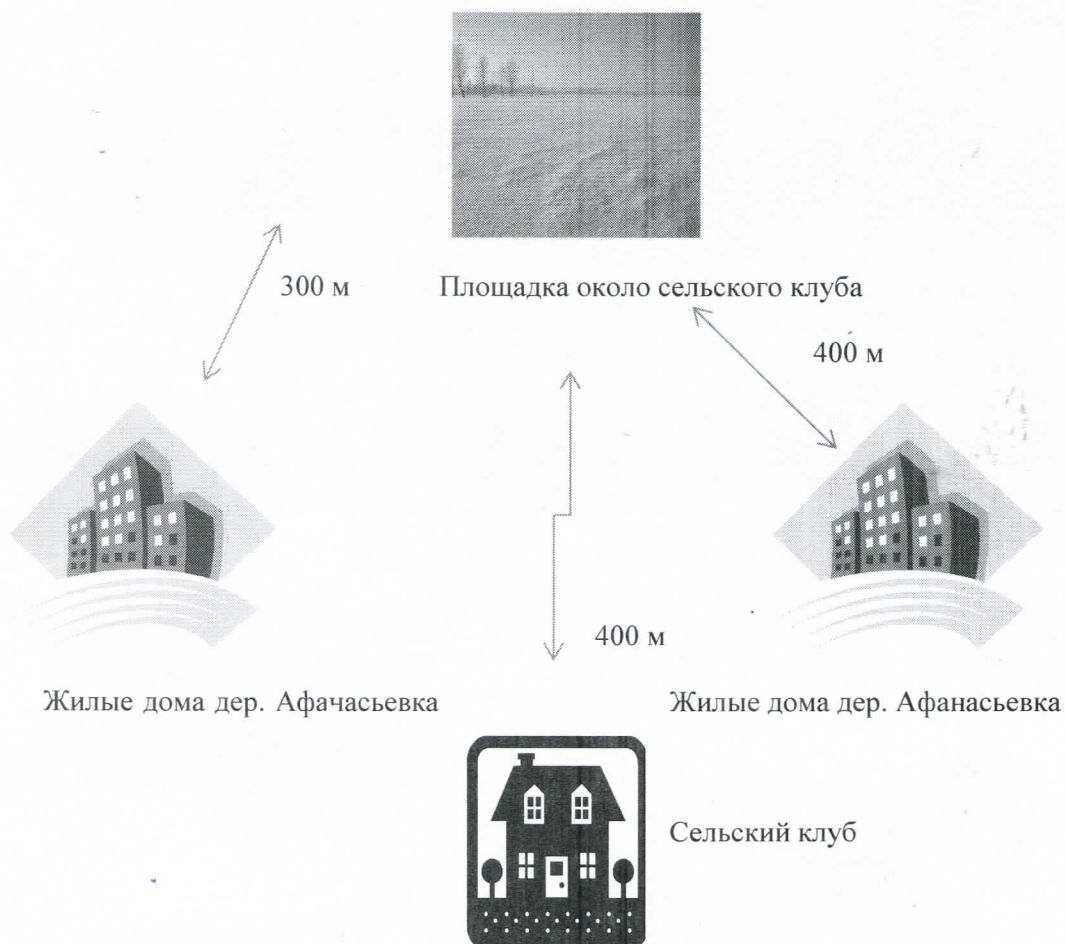 300 м
Площадка около сельского клуба
400 м
400 м
Жилые дома дер. Афачасьевка
Жилые дома дер. Афанасьевка
Сельский клуб